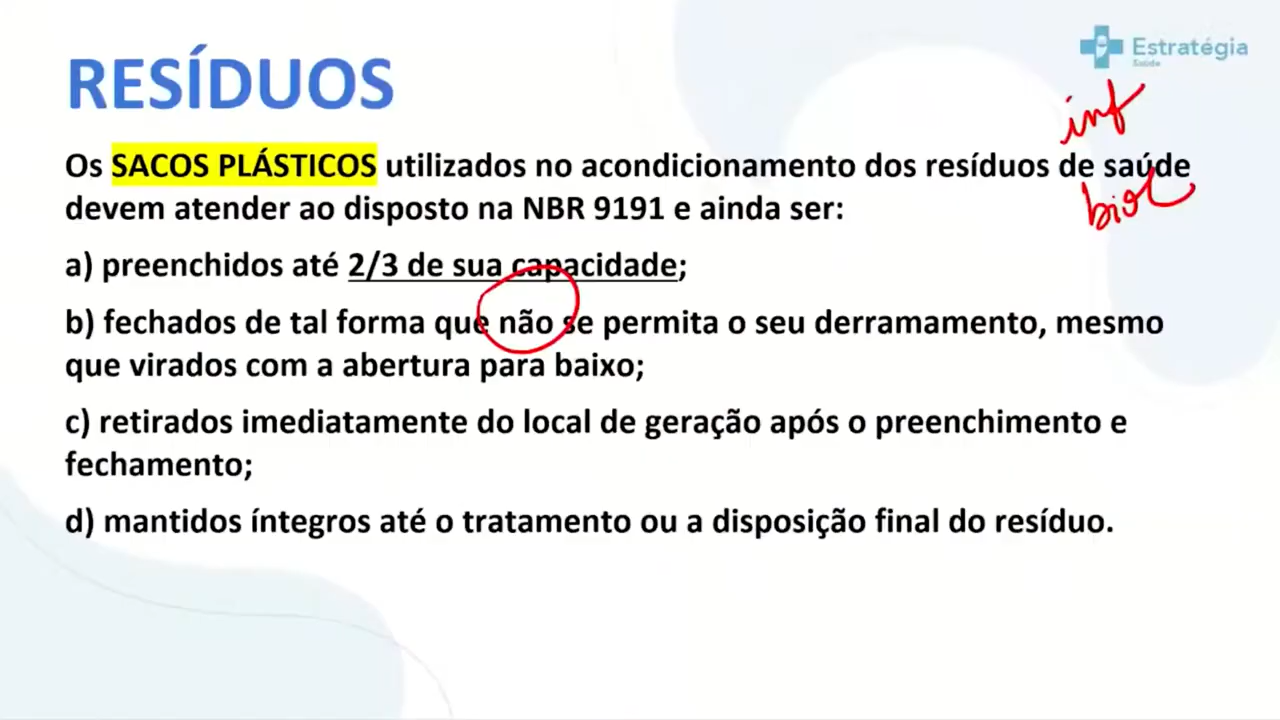 Estratégia
Saúde
RESÍDUOS
inf
Os SACOS PLÁSTICOS utilizados no acondicionamento dos resíduos de saúde
biol
devem atender ao disposto na NBR 9191 e ainda ser:
a) preenchidos até 2/3 de sua capacidade;
b) fechados de tal forma que não se permita o seu derramamento, mesmo
que virados com a abertura para baixo;
c) retirados imediatamente do local de geração após o preenchimento e
fechamento;
d) mantidos íntegros até o tratamento ou a disposição final do resíduo.